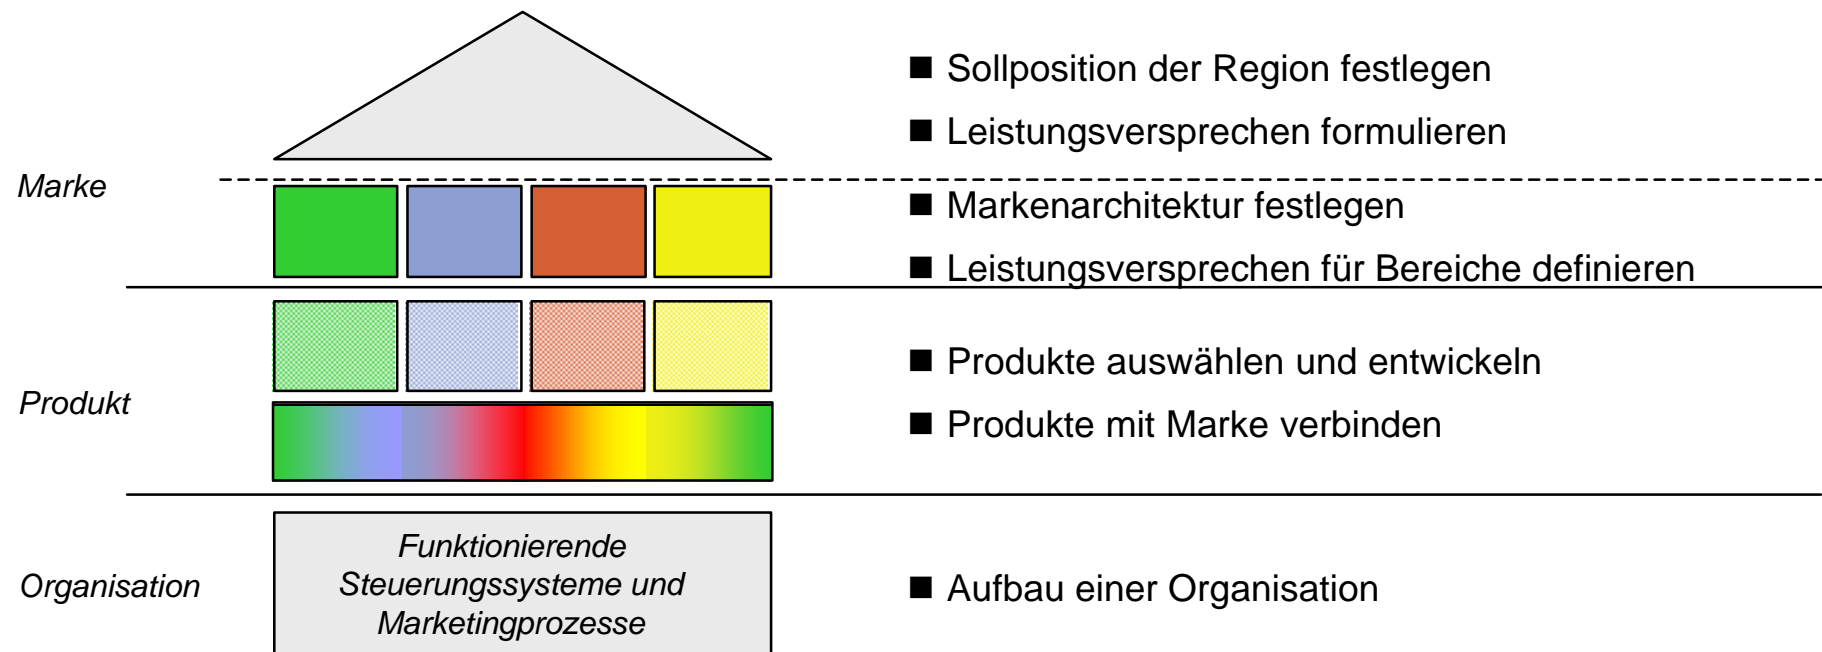 Sollposition der Region festlegen
Leistungsversprechen formulieren
Marke
Markenarchitektur festlegen
Leistungsversprechen für Bereiche definieren
Produkte auswählen und entwickeln
Produkt
Produkte mit Marke verbinden
Funktionierende
Steuerungssysteme und
Marketingprozesse
Organisation
Aufbau einer Organisation